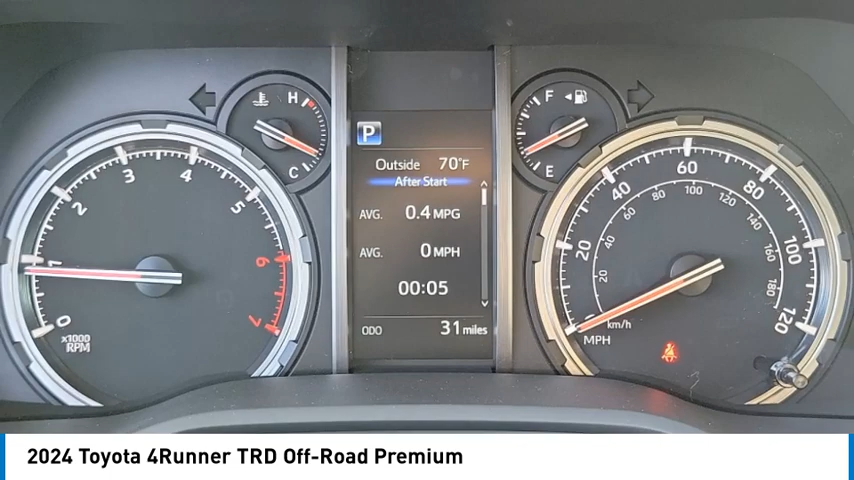 H
C
F
E
P
Outside 70°F
After Start
AVG. 0.4 MPG
AVG. 0 MPH
00:05
ODO 31 miles
0 1 2 3 4 5 6 7
x1000
RPM
20 40 60 80 100 120
20 40 60 80 100 120 140 160 180
km/h
MPH
2024 Toyota 4Runner TRD Off-Road Premium